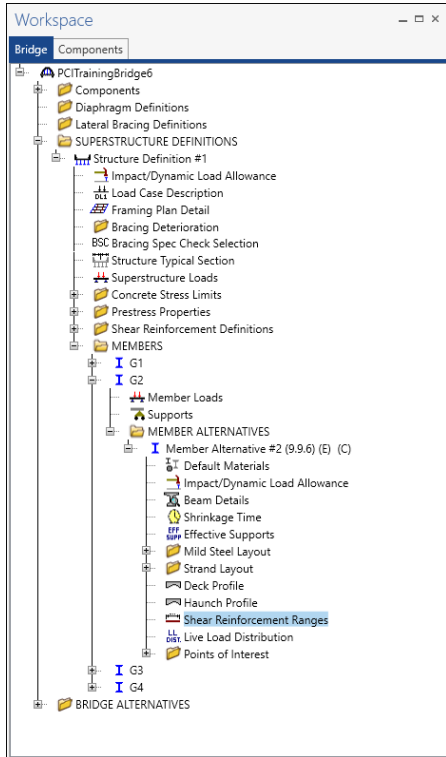 Workspace
Bridge Components
PCITrainingBridge6
Components
Diaphragm Definitions
Lateral Bracing Definitions
SUPERSTRUCTURE DEFINITIONS
Structure Definition #1
Impact/Dynamic Load Allowance
DL1 Load Case Description
Framing Plan Detail
Bracing Deterioration
BSC Bracing Spec Check Selection
Structure Typical Section
Superstructure Loads
Concrete Stress Limits
Prestress Properties
Shear Reinforcement Definitions
MEMBERS
G1
G2
Member Loads
Supports
MEMBER ALTERNATIVES
Member Alternative #2 (9.9.6) (E) (C)
Default Materials
Impact/Dynamic Load Allowance
Beam Details
Shrinkage Time
EFF SUPP Effective Supports
Mild Steel Layout
Strand Layout
Deck Profile
Haunch Profile
Shear Reinforcement Ranges
LL DIST. Live Load Distribution
Points of Interest
G3
G4
BRIDGE ALTERNATIVES